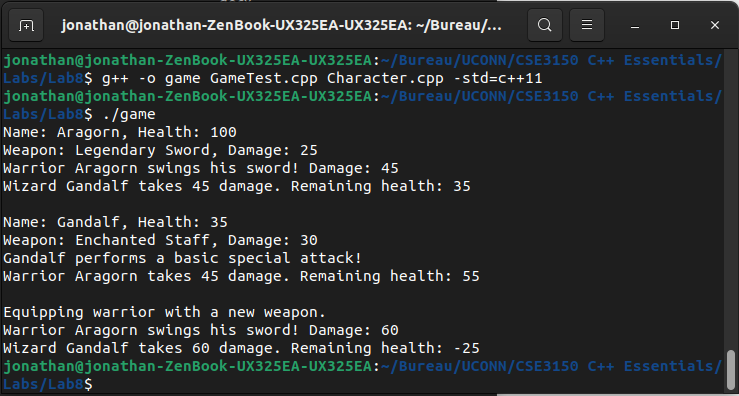 jonathan@jonathan-ZenBook-UX325EA-UX325EA: ~/Bureau/...
jonathan@jonathan-ZenBook-UX325EA-UX325EA:~/Bureau/UCONN/CSE3150 C++ Essentials/
Labs/Lab8$ g++ -o game GameTest.cpp Character.cpp -std=c++11
jonathan@jonathan-ZenBook-UX325EA-UX325EA:~/Bureau/UCONN/CSE3150 C++ Essentials/
Labs/Lab8$ ./game
Name: Aragorn, Health: 100
Weapon: Legendary Sword, Damage: 25
Warrior Aragorn swings his sword! Damage: 45
Wizard Gandalf takes 45 damage. Remaining health: 35
Name: Gandalf, Health: 35
Weapon: Enchanted Staff, Damage: 30
Gandalf performs a basic special attack!
Warrior Aragorn takes 45 damage. Remaining health: 55
Equipping warrior with a new weapon.
Warrior Aragorn swings his sword! Damage: 60
Wizard Gandalf takes 60 damage. Remaining health: -25
jonathan@jonathan-ZenBook-UX325EA-UX325EA:~/Bureau/UCONN/CSE3150 C++ Essentials/
Labs/Lab8$